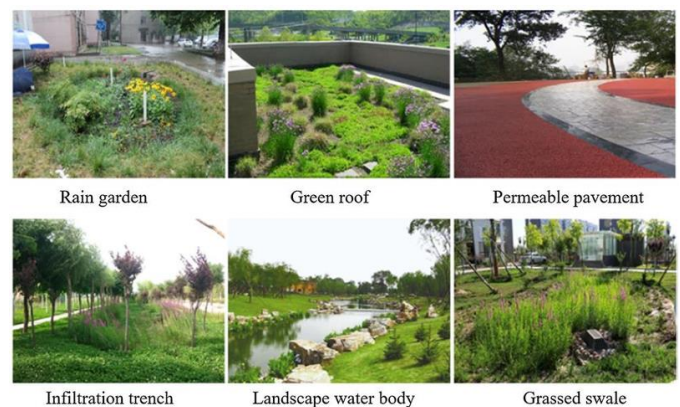 Rain garden
Green roof
Permeable pavement
Infiltration trench
Landscape water body
Grassed swale